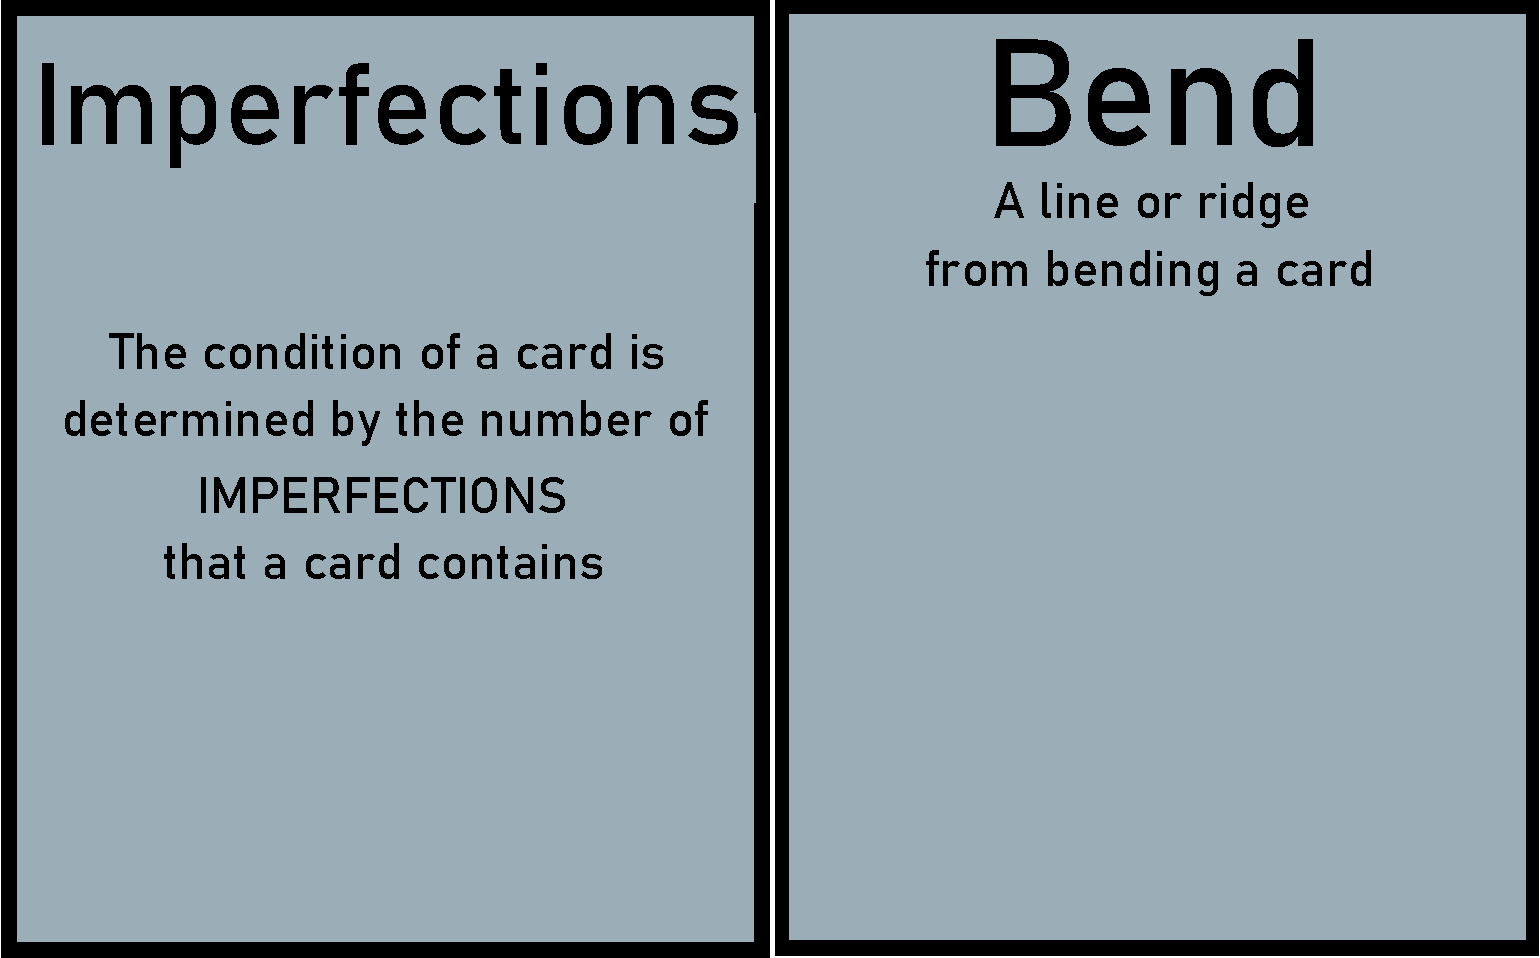 Imperfections
The condition of a card is
determined by the number of
IMPERFECTIONS
that a card contains
Bend
A line or ridge
from bending a card